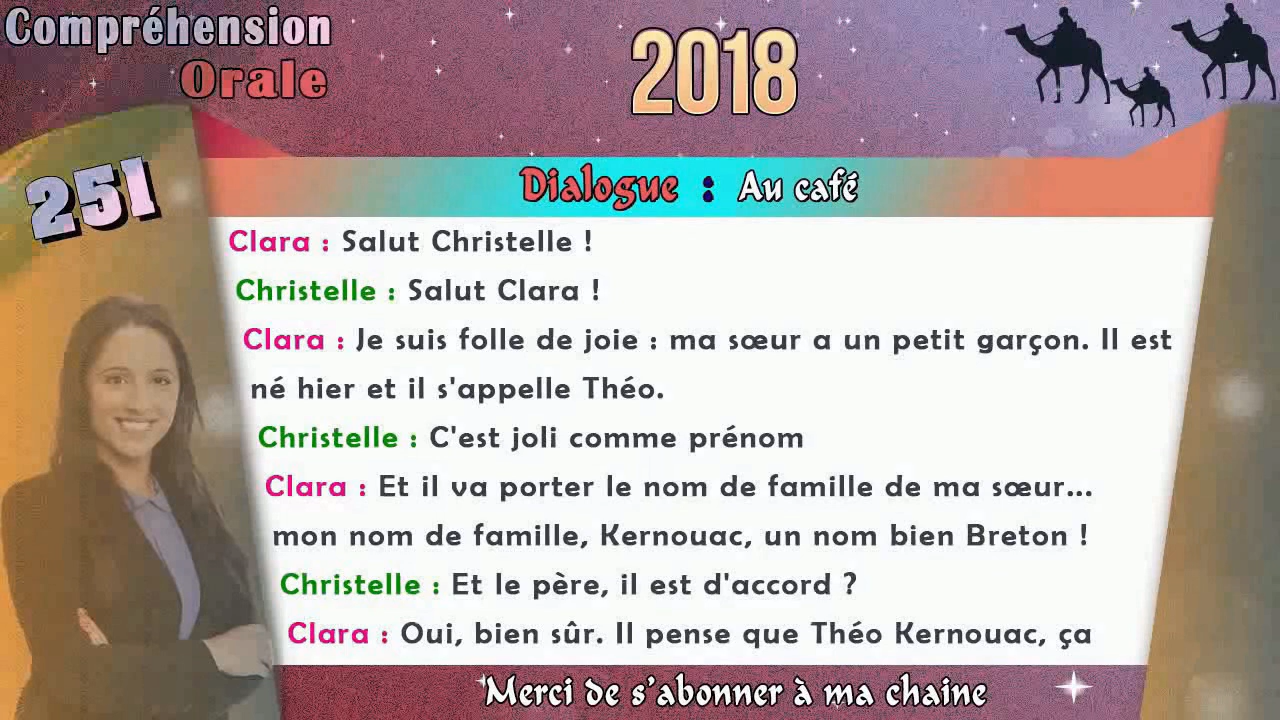 Compréhension
Orale
2018
251
Dialogue : Au café
Clara : Salut Christelle !
Christelle : Salut Clara !
Clara : Je suis folle de joie : ma sœur a un petit garçon. Il est
né hier et il s'appelle Théo.
Christelle : C'est joli comme prénom
Clara : Et il va porter le nom de famille de ma sœur...
mon nom de famille, Kernouac, un nom bien Breton !
Christelle : Et le père, il est d'accord ?
Clara : Oui, bien sûr. Il pense que Théo Kernouac, ça
Merci de s'abonner à ma chaine